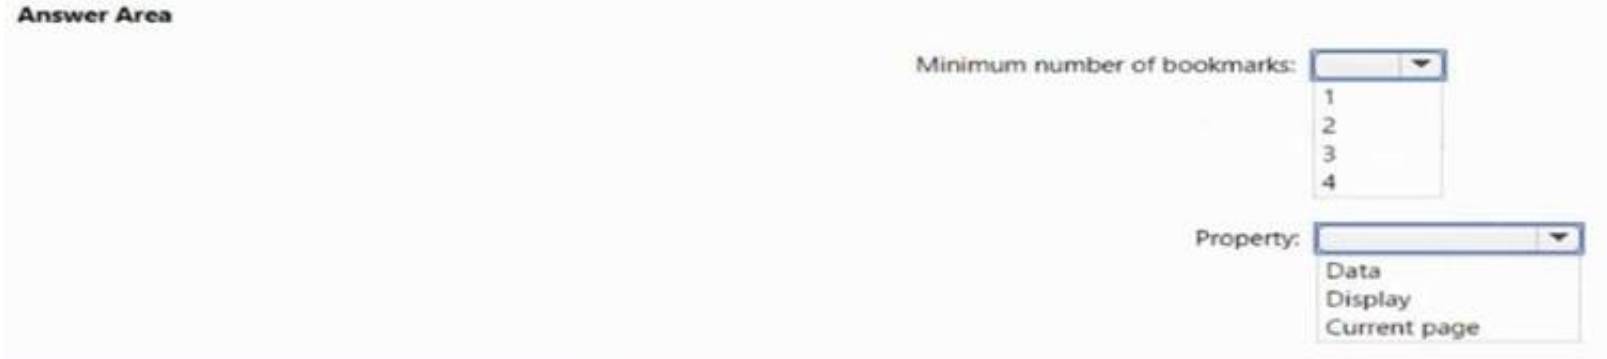 Answer Area
Minimum number of bookmarks:
1
2
3
4
Property:
Data
Display
Current page